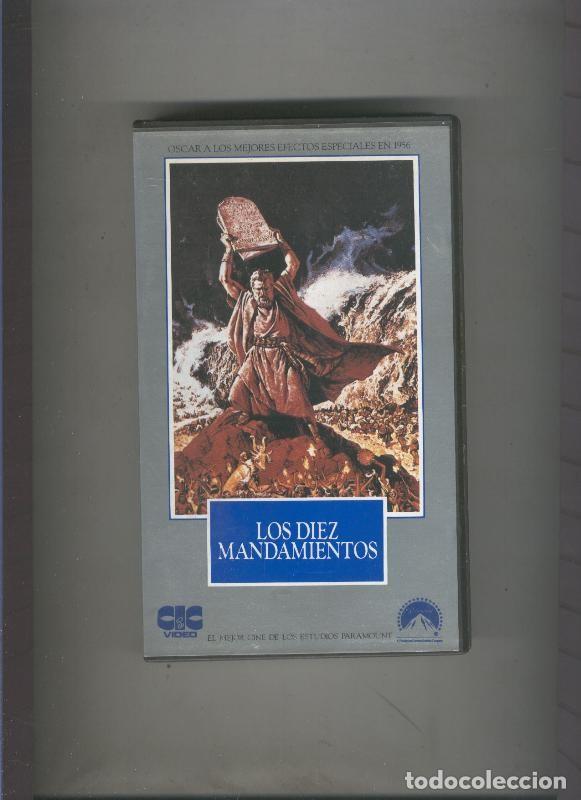 OSCAR A LOS MEJORES EFECTOS ESPECIALES EN 1956
LOS DIEZ
MANDAMIENTOS
CIC
VIDEO
EL MEJOR CINE DE LOS ESTUDIOS PARAMOUNT
Paramount
todocoleccion